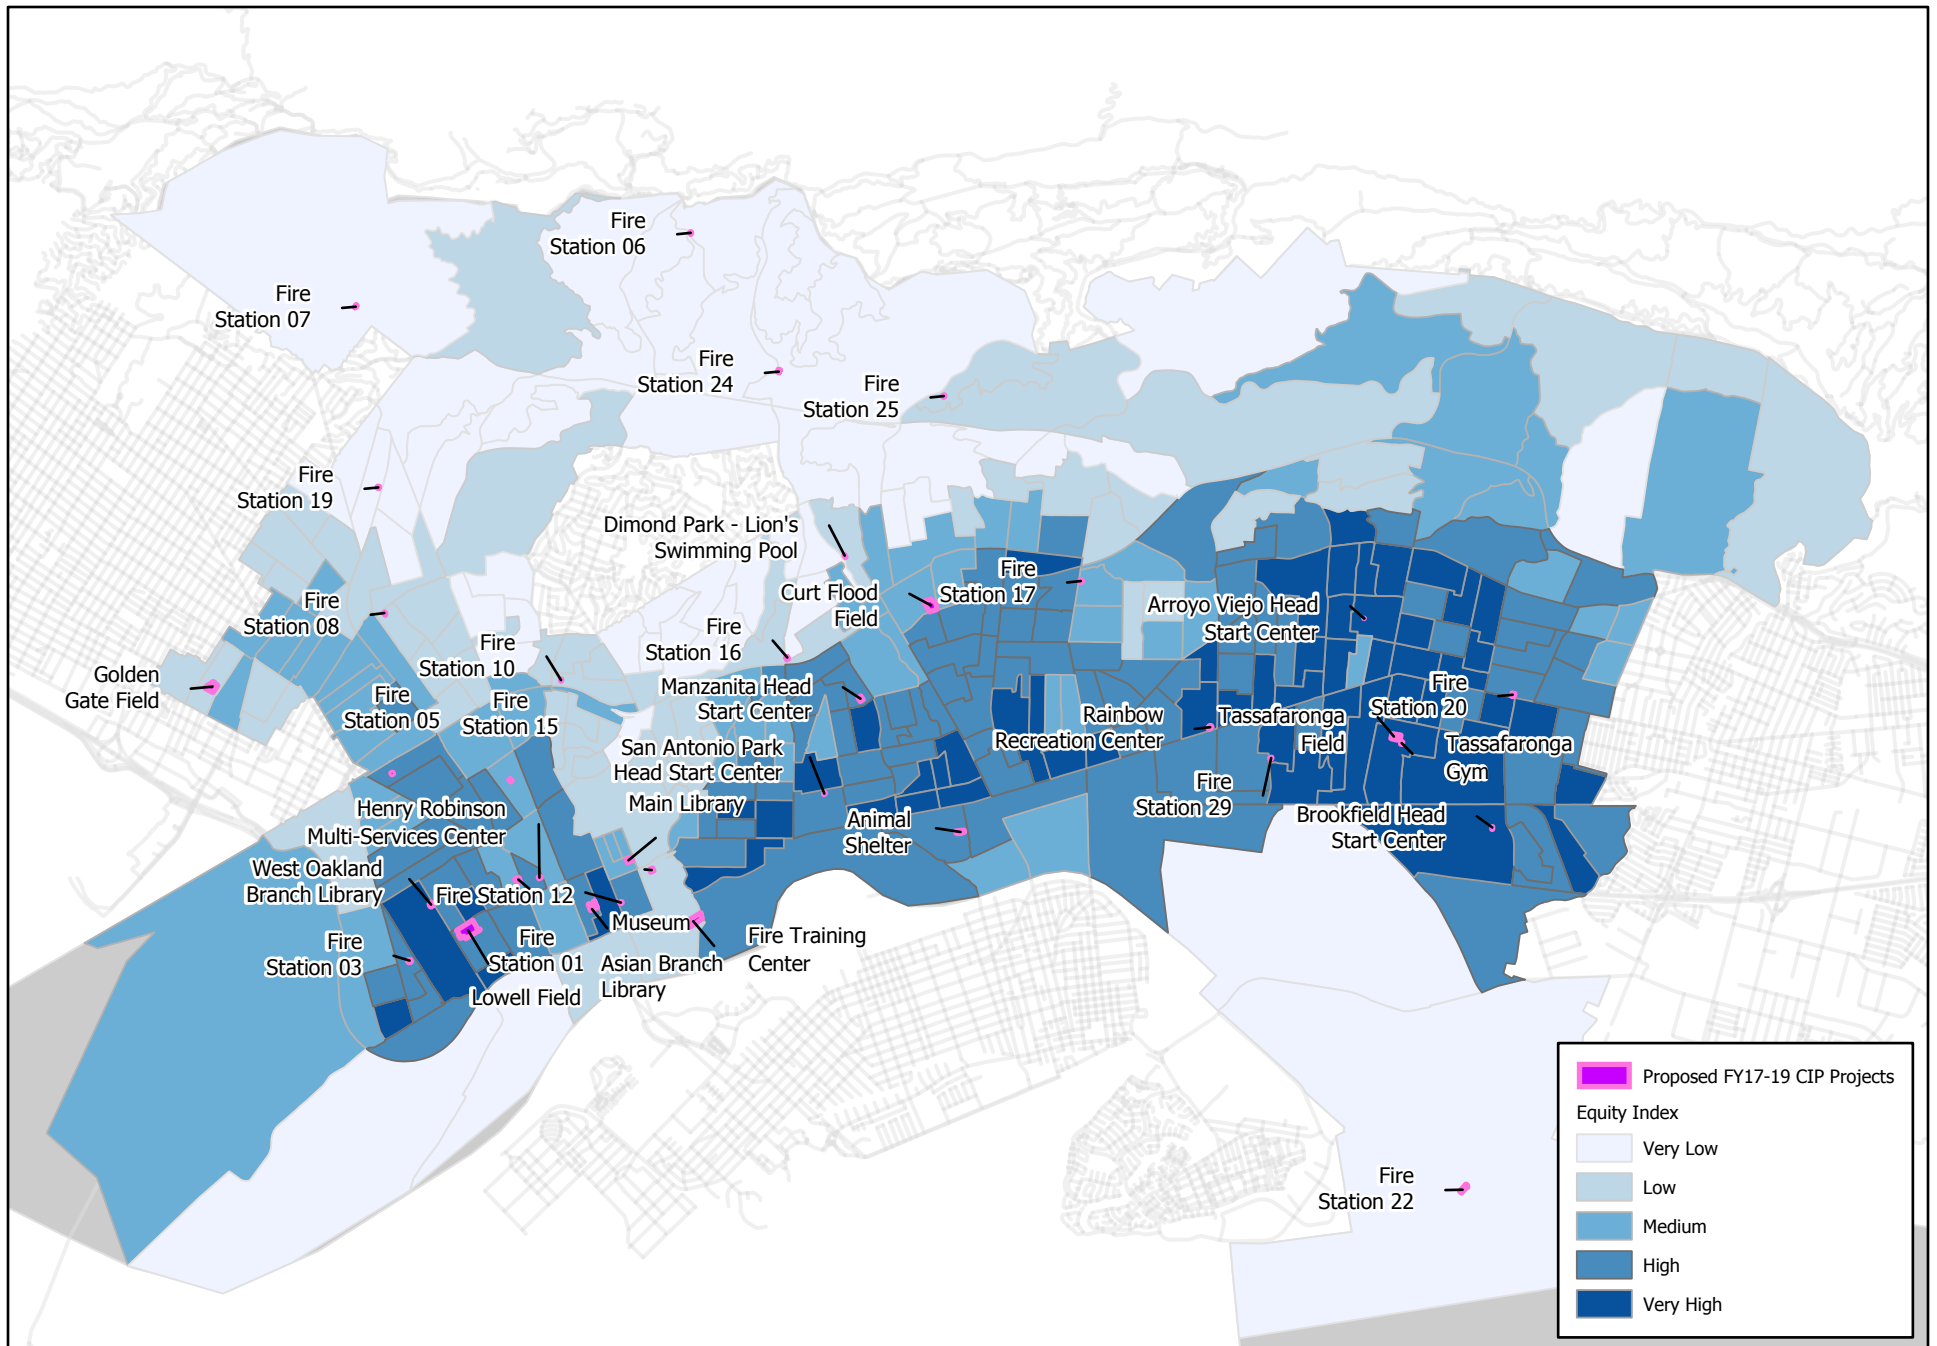 Fire
Station 06
Fire
Station 07
Fire
Station 24
Fire
Station 25
Fire
Station 19
Dimond Park - Lion's
Swimming Pool
Fire
Station 17
Curt Flood
Field
Arroyo Viejo Head
Start Center
Fire
Station 08
Fire
Station 10
Fire
Station 16
Golden
Gate Field
Manzanita Head
Start Center
Fire
Station 05
Fire
Station 15
Rainbow
Recreation Center
Tassafaronga
Field
Fire
Station 20
Tassafaronga
Gym
San Antonio Park
Head Start Center
Main Library
Henry Robinson
Multi-Services Center
Animal
Shelter
Fire
Station 29
Brookfield Head
Start Center
West Oakland
Branch Library
Fire Station 12
Museum
Fire
Station 03
Fire
Station 01
Asian Branch
Library
Fire Training
Center
Lowell Field
Fire
Station 22
Proposed FY17-19 CIP Projects
Equity Index
Very Low
Low
Medium
High
Very High